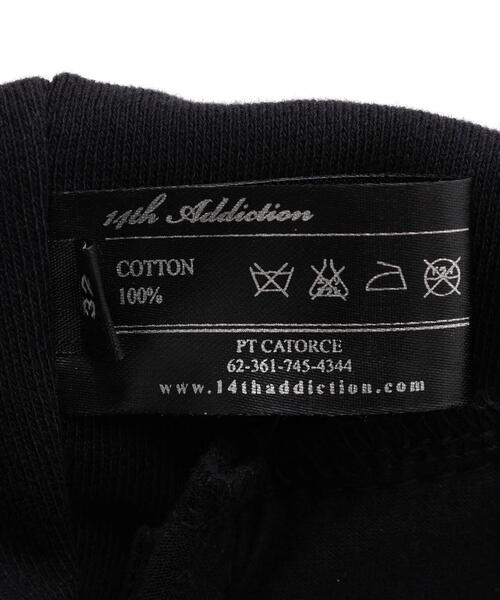 14th Addiction
32
COTTON
100%
PT CATORCE
62-361-745-4344
www.14thaddiction.com